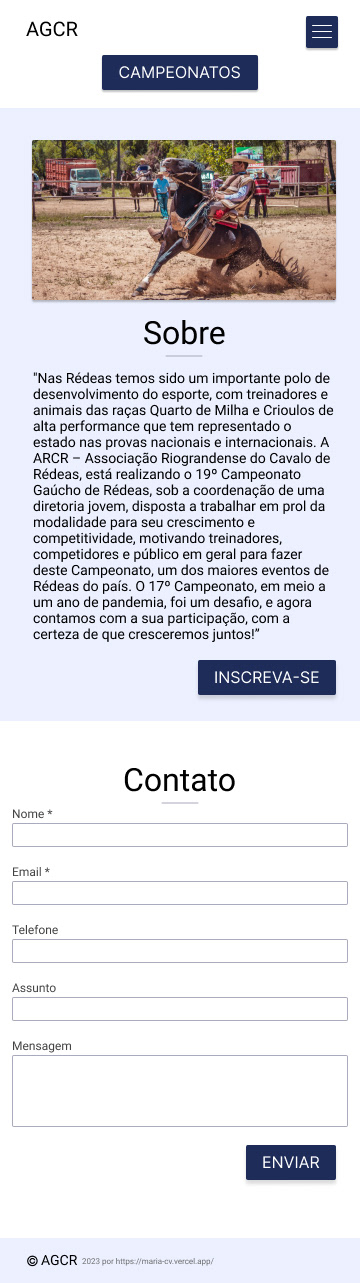 AGCR
CAMPEONATOS
Sobre
"Nas Rédeas temos sido um importante polo de
desenvolvimento do esporte, com treinadores e
animais das raças Quarto de Milha e Crioulos de
alta performance que tem representado o
estado nas provas nacionais e internacionais. A
ARCR – Associação Riograndense do Cavalo de
Rédeas, está realizando o 19º Campeonato
Gaúcho de Rédeas, sob a coordenação de uma
diretoria jovem, disposta a trabalhar em prol da
modalidade para seu crescimento e
competitividade, motivando treinadores,
competidores e público em geral para fazer
deste Campeonato, um dos maiores eventos de
Rédeas do país. O 17º Campeonato, em meio a
um ano de pandemia, foi um desafio, e agora
contamos com a sua participação, com a
certeza de que cresceremos juntos!”
INSCREVA-SE
Contato
Nome *
Email *
Telefone
Assunto
Mensagem
ENVIAR
© AGCR 2023 por https://maria-cv.vercel.app/